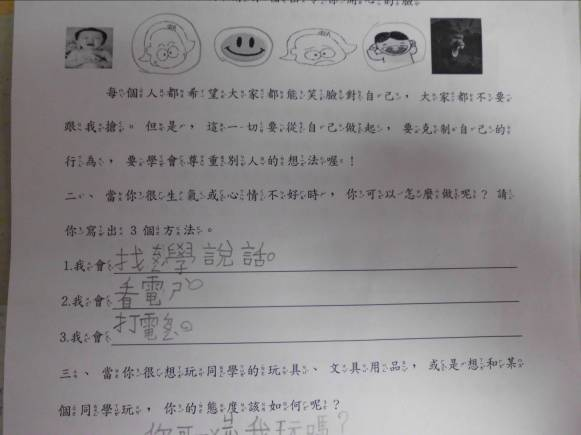 你開心的臉。
每個人都希望大家都能笑臉對自己，大家都不要
跟我搶。但是，這一切要從自己做起，要克制自己的
行為，要學會尊重別人的想法喔！
二、當你很生氣或心情不好時，你可以怎麼做呢？請
你寫出3個方法。
1.我會找學說話。
2.我會看電ㄕ
3.我會打電
三、當你很想玩同學的玩具、文具用品，或是想和某
個同學玩，你的態度該如何呢？
我玩嗎？